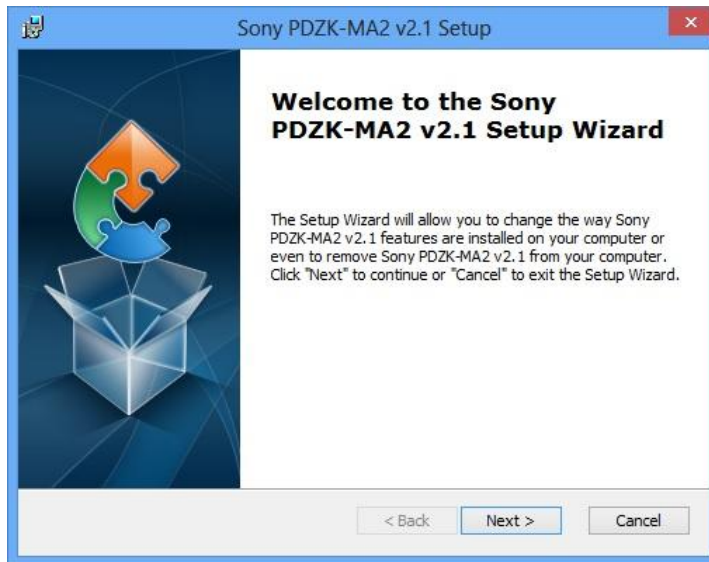 Sony PDZK-MA2 v2.1 Setup
Welcome to the Sony
PDZK-MA2 v2.1 Setup Wizard
The Setup Wizard will allow you to change the way Sony
PDZK-MA2 v2.1 features are installed on your computer or
even to remove Sony PDZK-MA2 v2.1 from your computer.
Click "Next" to continue or "Cancel" to exit the Setup Wizard.
< Back Next > Cancel